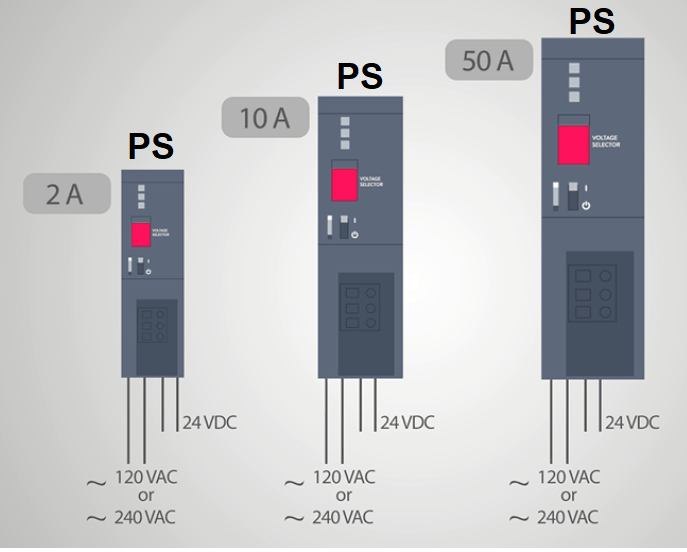 PS
2 A
VOLTAGE
SELECTOR
I
24 VDC
~ 120 VAC
or
~ 240 VAC
PS
10 A
VOLTAGE
SELECTOR
I
24 VDC
~ 120 VAC
or
~ 240 VAC
PS
50 A
VOLTAGE
SELECTOR
I
24 VDC
~ 120 VAC
or
~ 240 VAC